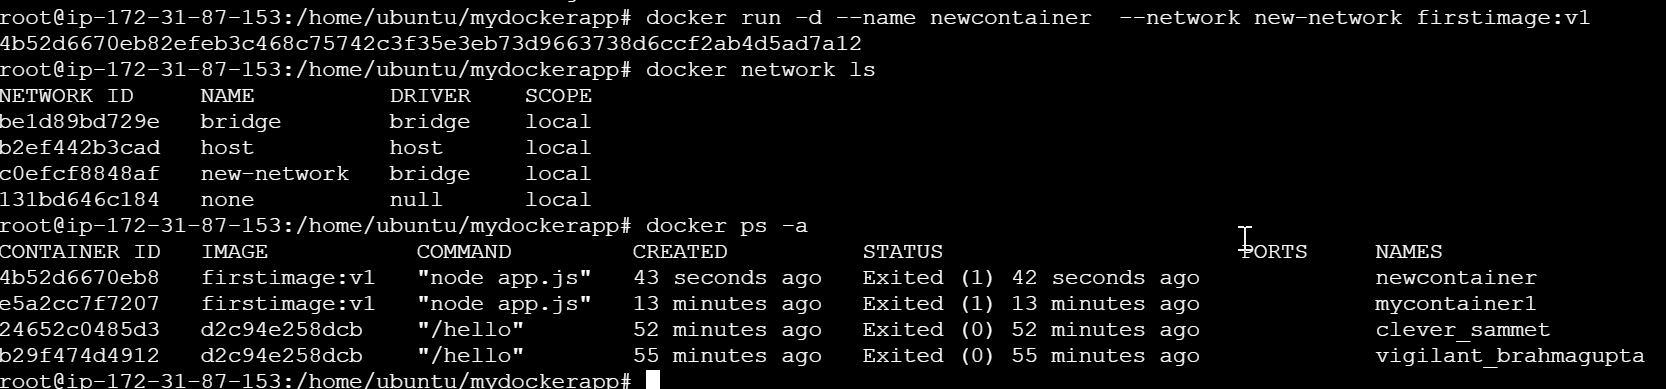 root@ip-172-31-87-153:/home/ubuntu/mydockerapp# docker run -d --name newcontainer  --network new-network firstimage:v1
4b52d6670eb82efeb3c468c75742c3f35e3eb73d9663738d6ccf2ab4d5ad7a12
root@ip-172-31-87-153:/home/ubuntu/mydockerapp# docker network ls
NETWORK ID     NAME          DRIVER    SCOPE
be1d89bd729e   bridge        bridge    local
b2ef442b3cad   host          host      local
c0efcf8848af   new-network   bridge    local
131bd646c184   none          null      local
root@ip-172-31-87-153:/home/ubuntu/mydockerapp# docker ps -a
CONTAINER ID   IMAGE           COMMAND         CREATED          STATUS                      PORTS     NAMES
4b52d6670eb8   firstimage:v1   "node app.js"   43 seconds ago   Exited (1) 42 seconds ago             newcontainer
e5a2cc7f7207   firstimage:v1   "node app.js"   13 minutes ago   Exited (1) 13 minutes ago             mycontainer1
24652c0485d3   d2c94e258dcb    "/hello"        52 minutes ago   Exited (0) 52 minutes ago             clever_sammet
b29f474d4912   d2c94e258dcb    "/hello"        55 minutes ago   Exited (0) 55 minutes ago             vigilant_brahmagupta
root@ip-172-31-87-153:/home/ubuntu/mydockerapp#